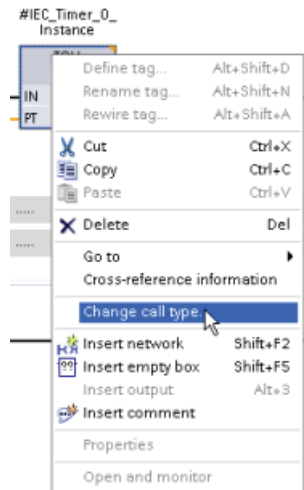 #IEC_Timer_0_
Instance
IN
PT
Define tag... Alt+Shift+D
Rename tag... Alt+Shift+N
Rewire tag... Alt+Shift+A
Cut Ctrl+X
Copy Ctrl+C
Paste Ctrl+V
Delete Del
Go to
Cross-reference information
Change call type...
Insert network Shift+F2
Insert empty box Shift+F5
Insert output Alt+3
Insert comment
Properties
Open and monitor